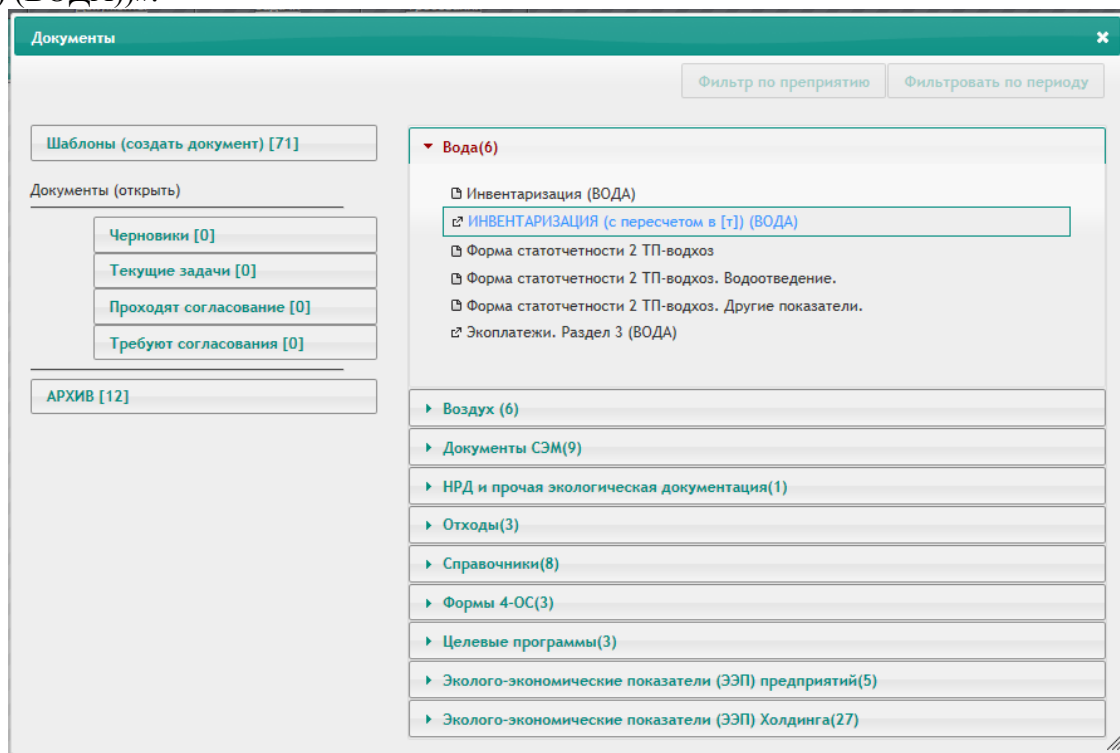 (ВОДА))».
Документы
Фильтр по преприятию
Фильтровать по периоду
Шаблоны (создать документ) [71]
Документы (открыть)
Черновики [0]
Текущие задачи [0]
Проходят согласование [0]
Требуют согласования [0]
АРХИВ [12]
Вода(6)
Инвентаризация (ВОДА)
ИНВЕНТАРИЗАЦИЯ (с пересчетом в [т]) (ВОДА)
Форма статотчетности 2 ТП-водхоз
Форма статотчетности 2 ТП-водхоз. Водоотведение.
Форма статотчетности 2 ТП-водхоз. Другие показатели.
Экоплатежи. Раздел 3 (ВОДА)
Воздух (6)
Документы СЭМ(9)
НРД и прочая экологическая документация(1)
Отходы(3)
Справочники(8)
Формы 4-ОС(3)
Целевые программы(3)
Эколого-экономические показатели (ЭЭП) предприятий(5)
Эколого-экономические показатели (ЭЭП) Холдинга(27)